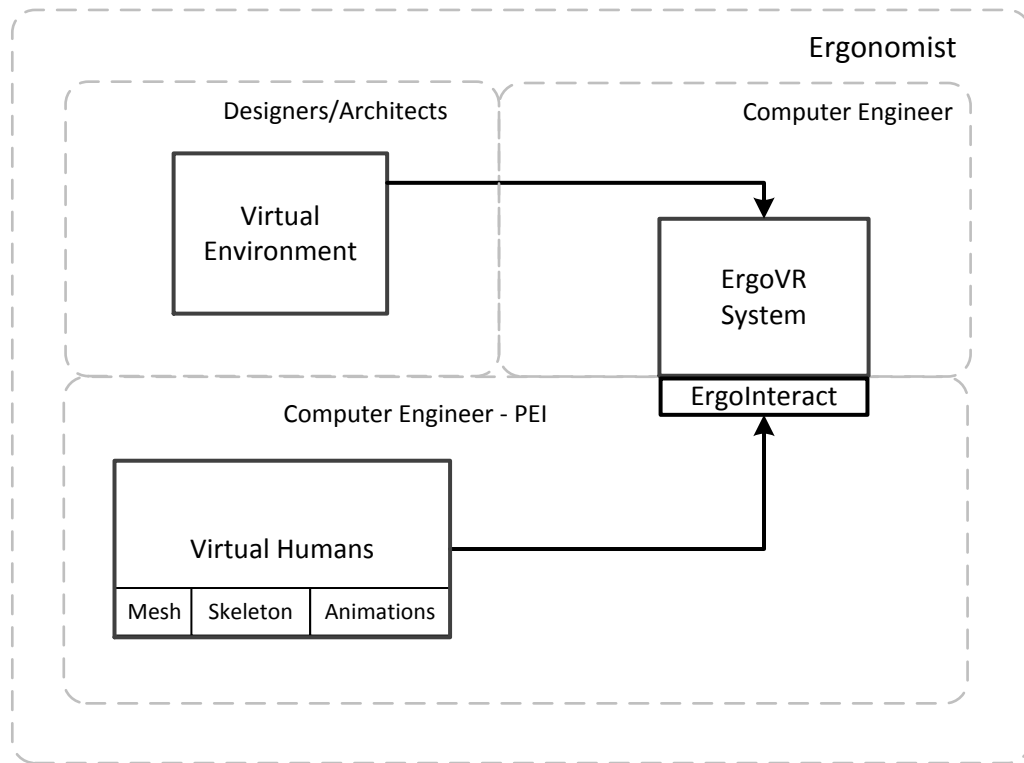 Ergonomist
Designers/Architects
Computer Engineer
Virtual
Environment
ErgoVR
System
ErgoInteract
Computer Engineer - PEI
Virtual Humans
Mesh Skeleton Animations